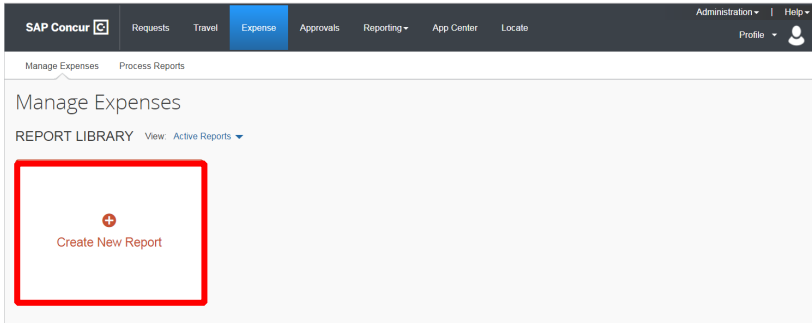 Administration | Help
SAP Concur C Requests Travel Expense Approvals Reporting App Center Locate
Profile
Manage Expenses Process Reports
Manage Expenses
REPORT LIBRARY View: Active Reports
Create New Report